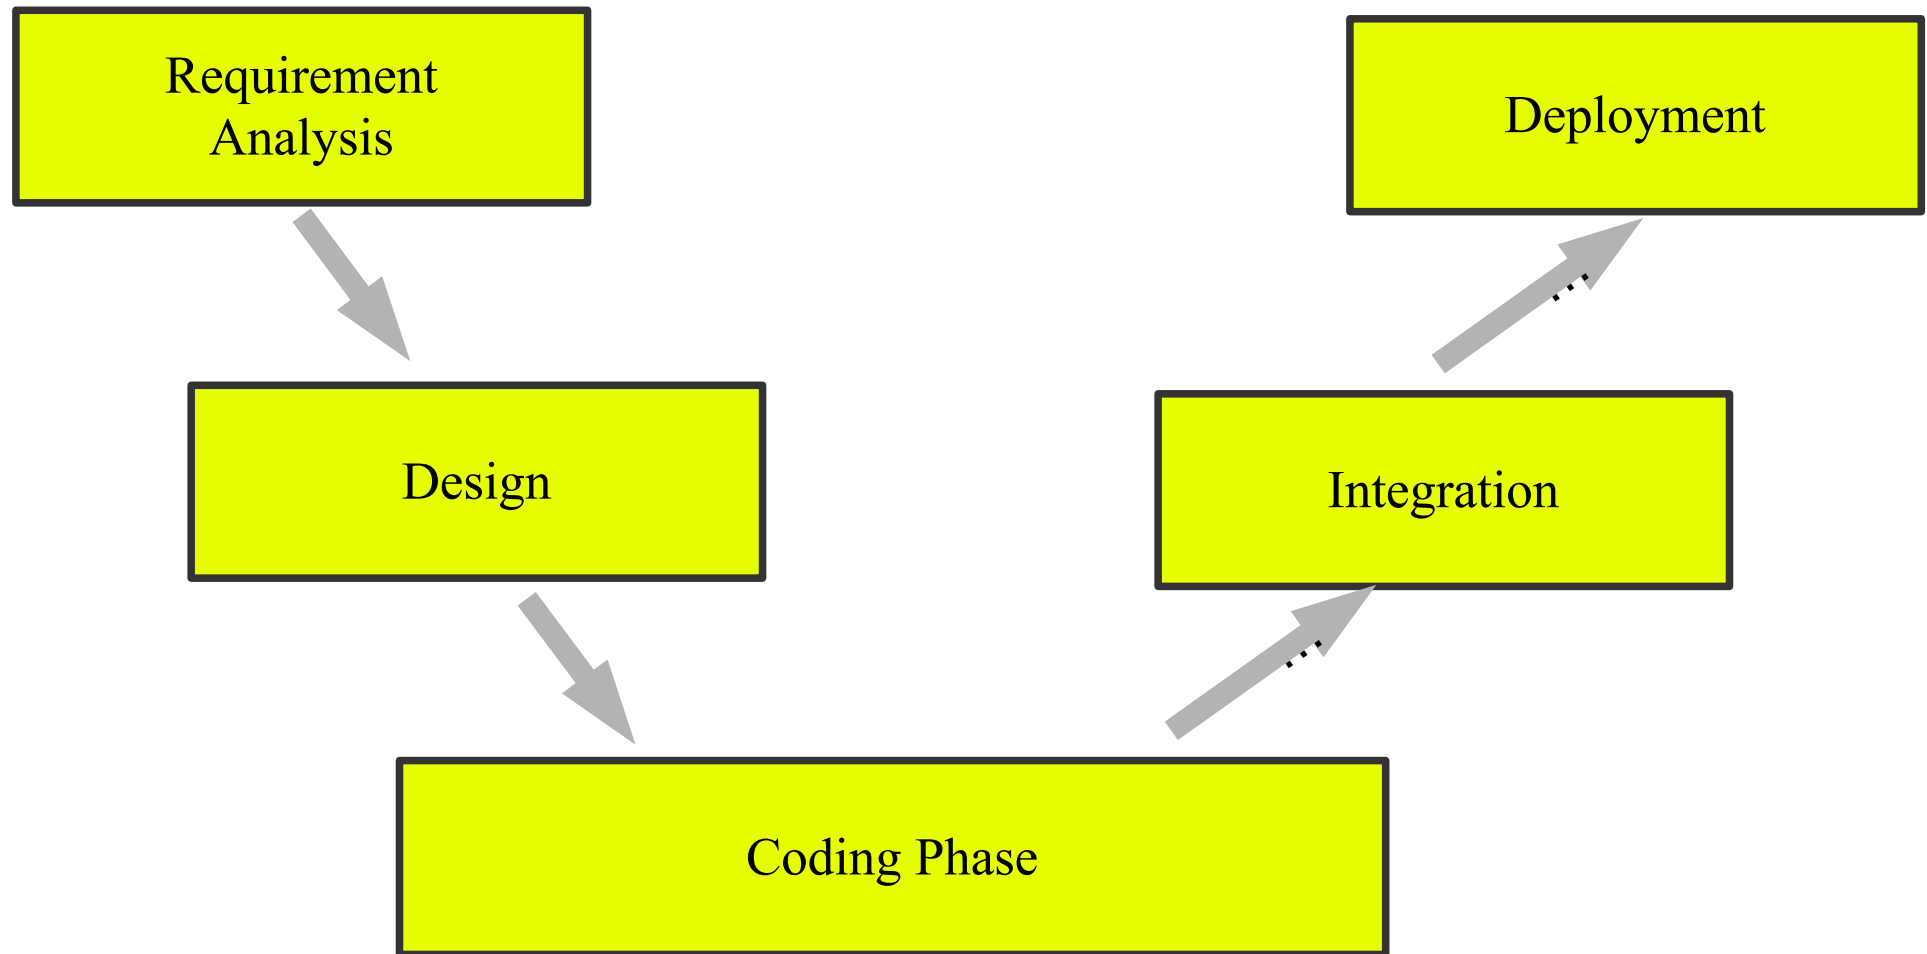 Requirement
Analysis
Deployment
Design
Integration
Coding Phase